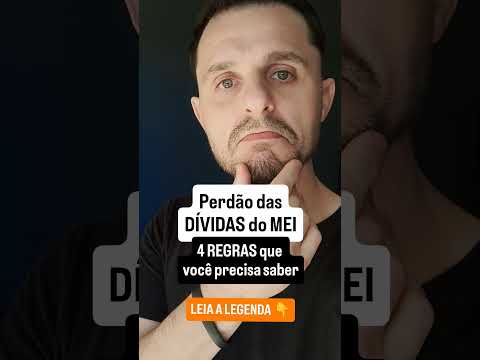 Perdão das
DÍVIDAS do MEI
4 REGRAS que
você precisa saber
LEIA A LEGENDA 👇